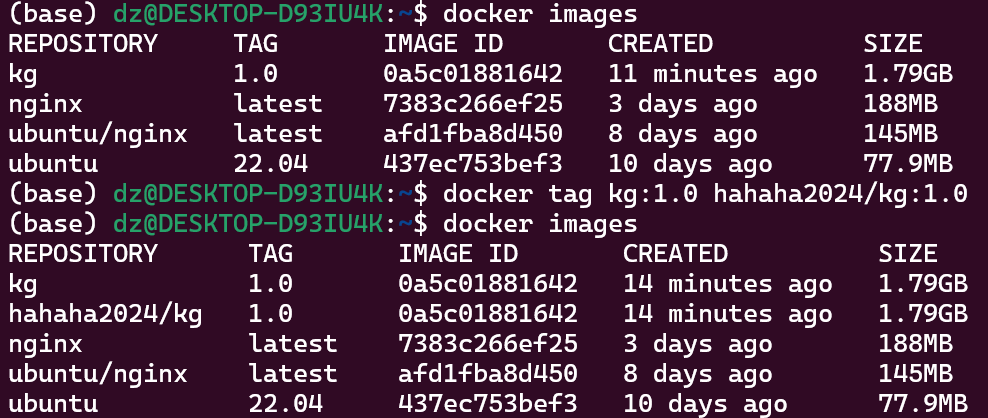 (base) dz@DESKTOP-D93IU4K:~$ docker images
REPOSITORY TAG IMAGE ID CREATED SIZE
kg 1.0 0a5c01881642 11 minutes ago 1.79GB
nginx latest 7383c266ef25 3 days ago 188MB
ubuntu/nginx latest afd1fba8d450 8 days ago 145MB
ubuntu 22.04 437ec753bef3 10 days ago 77.9MB
(base) dz@DESKTOP-D93IU4K:~$ docker tag kg:1.0 hahaha2024/kg:1.0
(base) dz@DESKTOP-D93IU4K:~$ docker images
REPOSITORY TAG IMAGE ID CREATED SIZE
kg 1.0 0a5c01881642 14 minutes ago 1.79GB
hahaha2024/kg 1.0 0a5c01881642 14 minutes ago 1.79GB
nginx latest 7383c266ef25 3 days ago 188MB
ubuntu/nginx latest afd1fba8d450 8 days ago 145MB
ubuntu 22.04 437ec753bef3 10 days ago 77.9MB